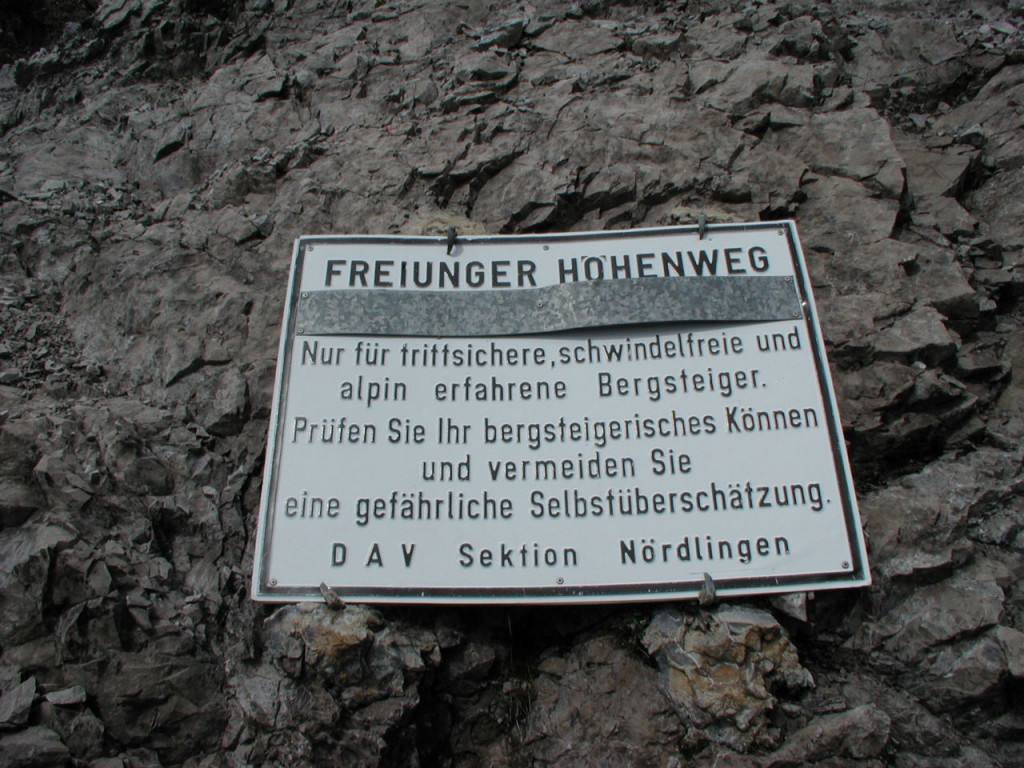 FREIUNGER HÖHENWEG
Nur für trittsichere, schwindelfreie und
alpin erfahrene Bergsteiger.
Prüfen Sie Ihr bergsteigerisches Können
und vermeiden Sie
eine gefährliche Selbstüberschätzung.
DAV Sektion Nördlingen